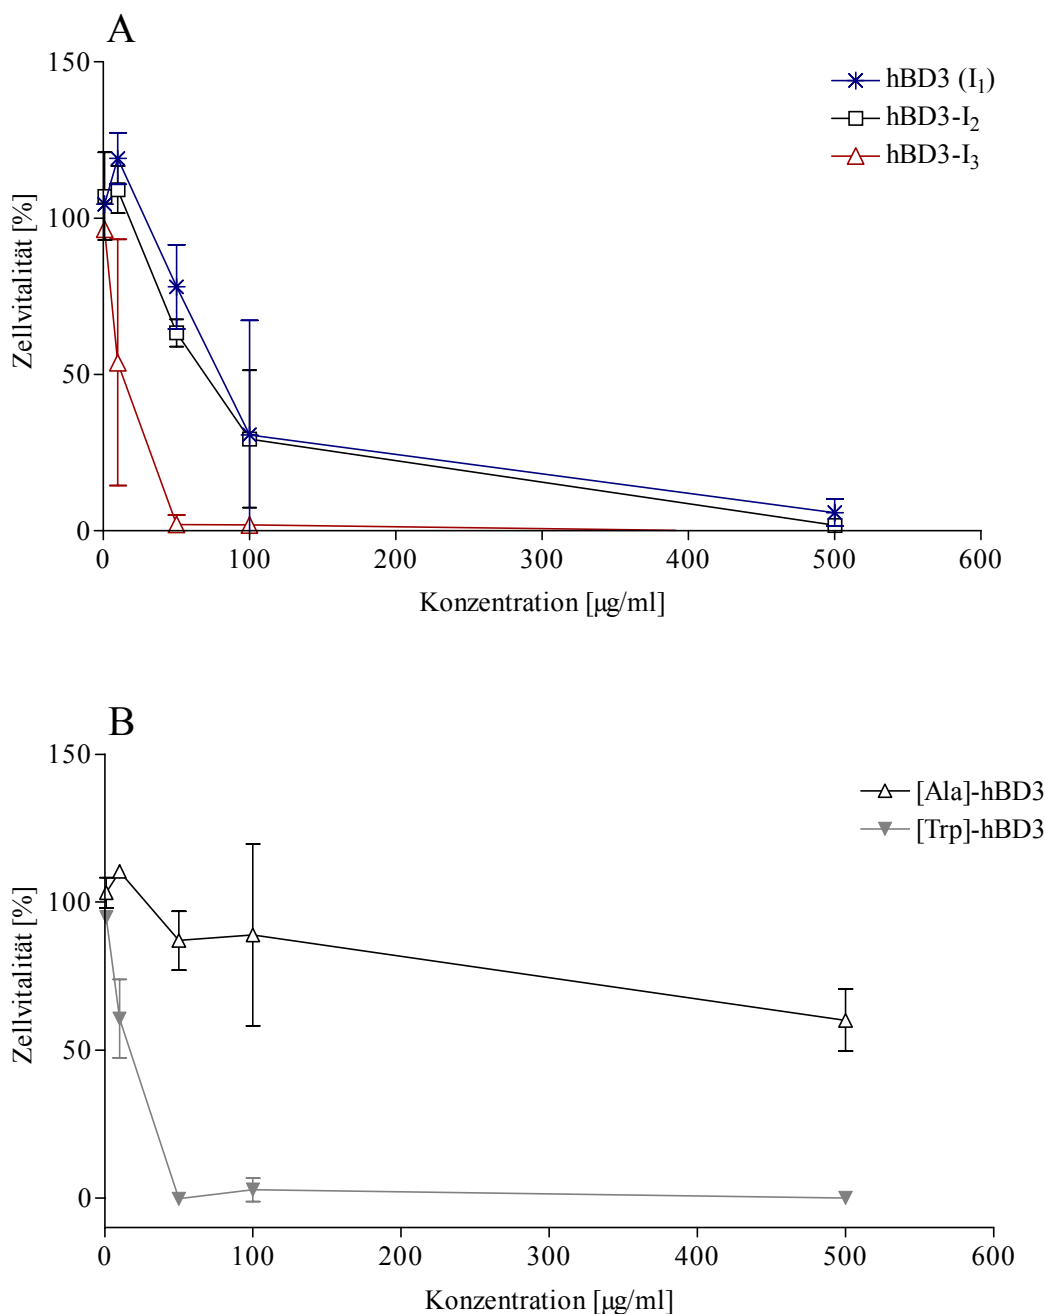 A
150
100
50
0
Zellvitalität [%]
hBD3 (I₁)
hBD3-I₂
hBD3-I₃
0 100 200 300 400 500 600
Konzentration [µg/ml]
B
150
100
50
0
Zellvitalität [%]
[Ala]-hBD3
[Trp]-hBD3
0 100 200 300 400 500 600
Konzentration [µg/ml]